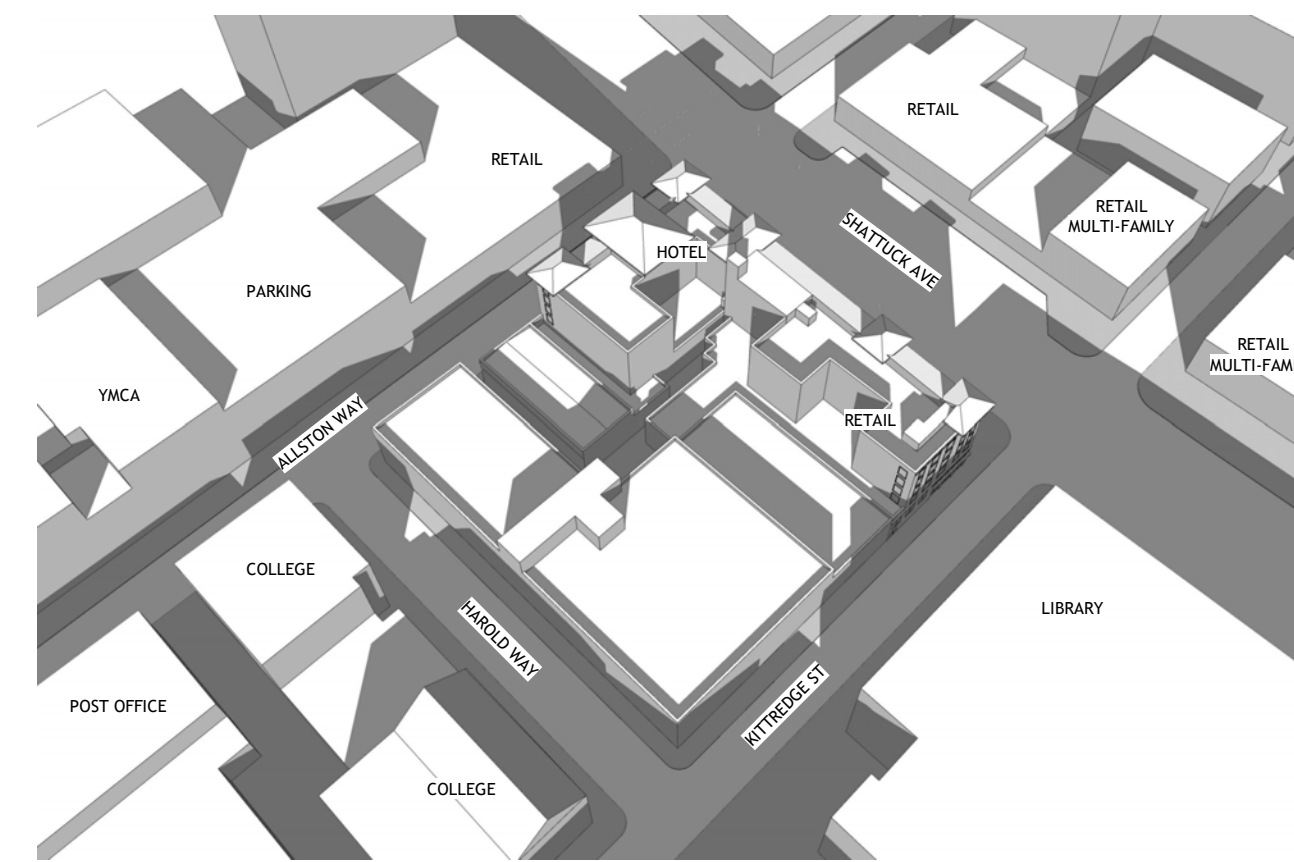 RETAIL
RETAIL
RETAIL
MULTI-FAMILY
SHATTUCK AVE
HOTEL
PARKING
RETAIL
MULTI-FAMI
YMCA
ALLSTON WAY
RETAIL
COLLEGE
LIBRARY
HAROLD WAY
POST OFFICE
KITTREDGE ST
COLLEGE